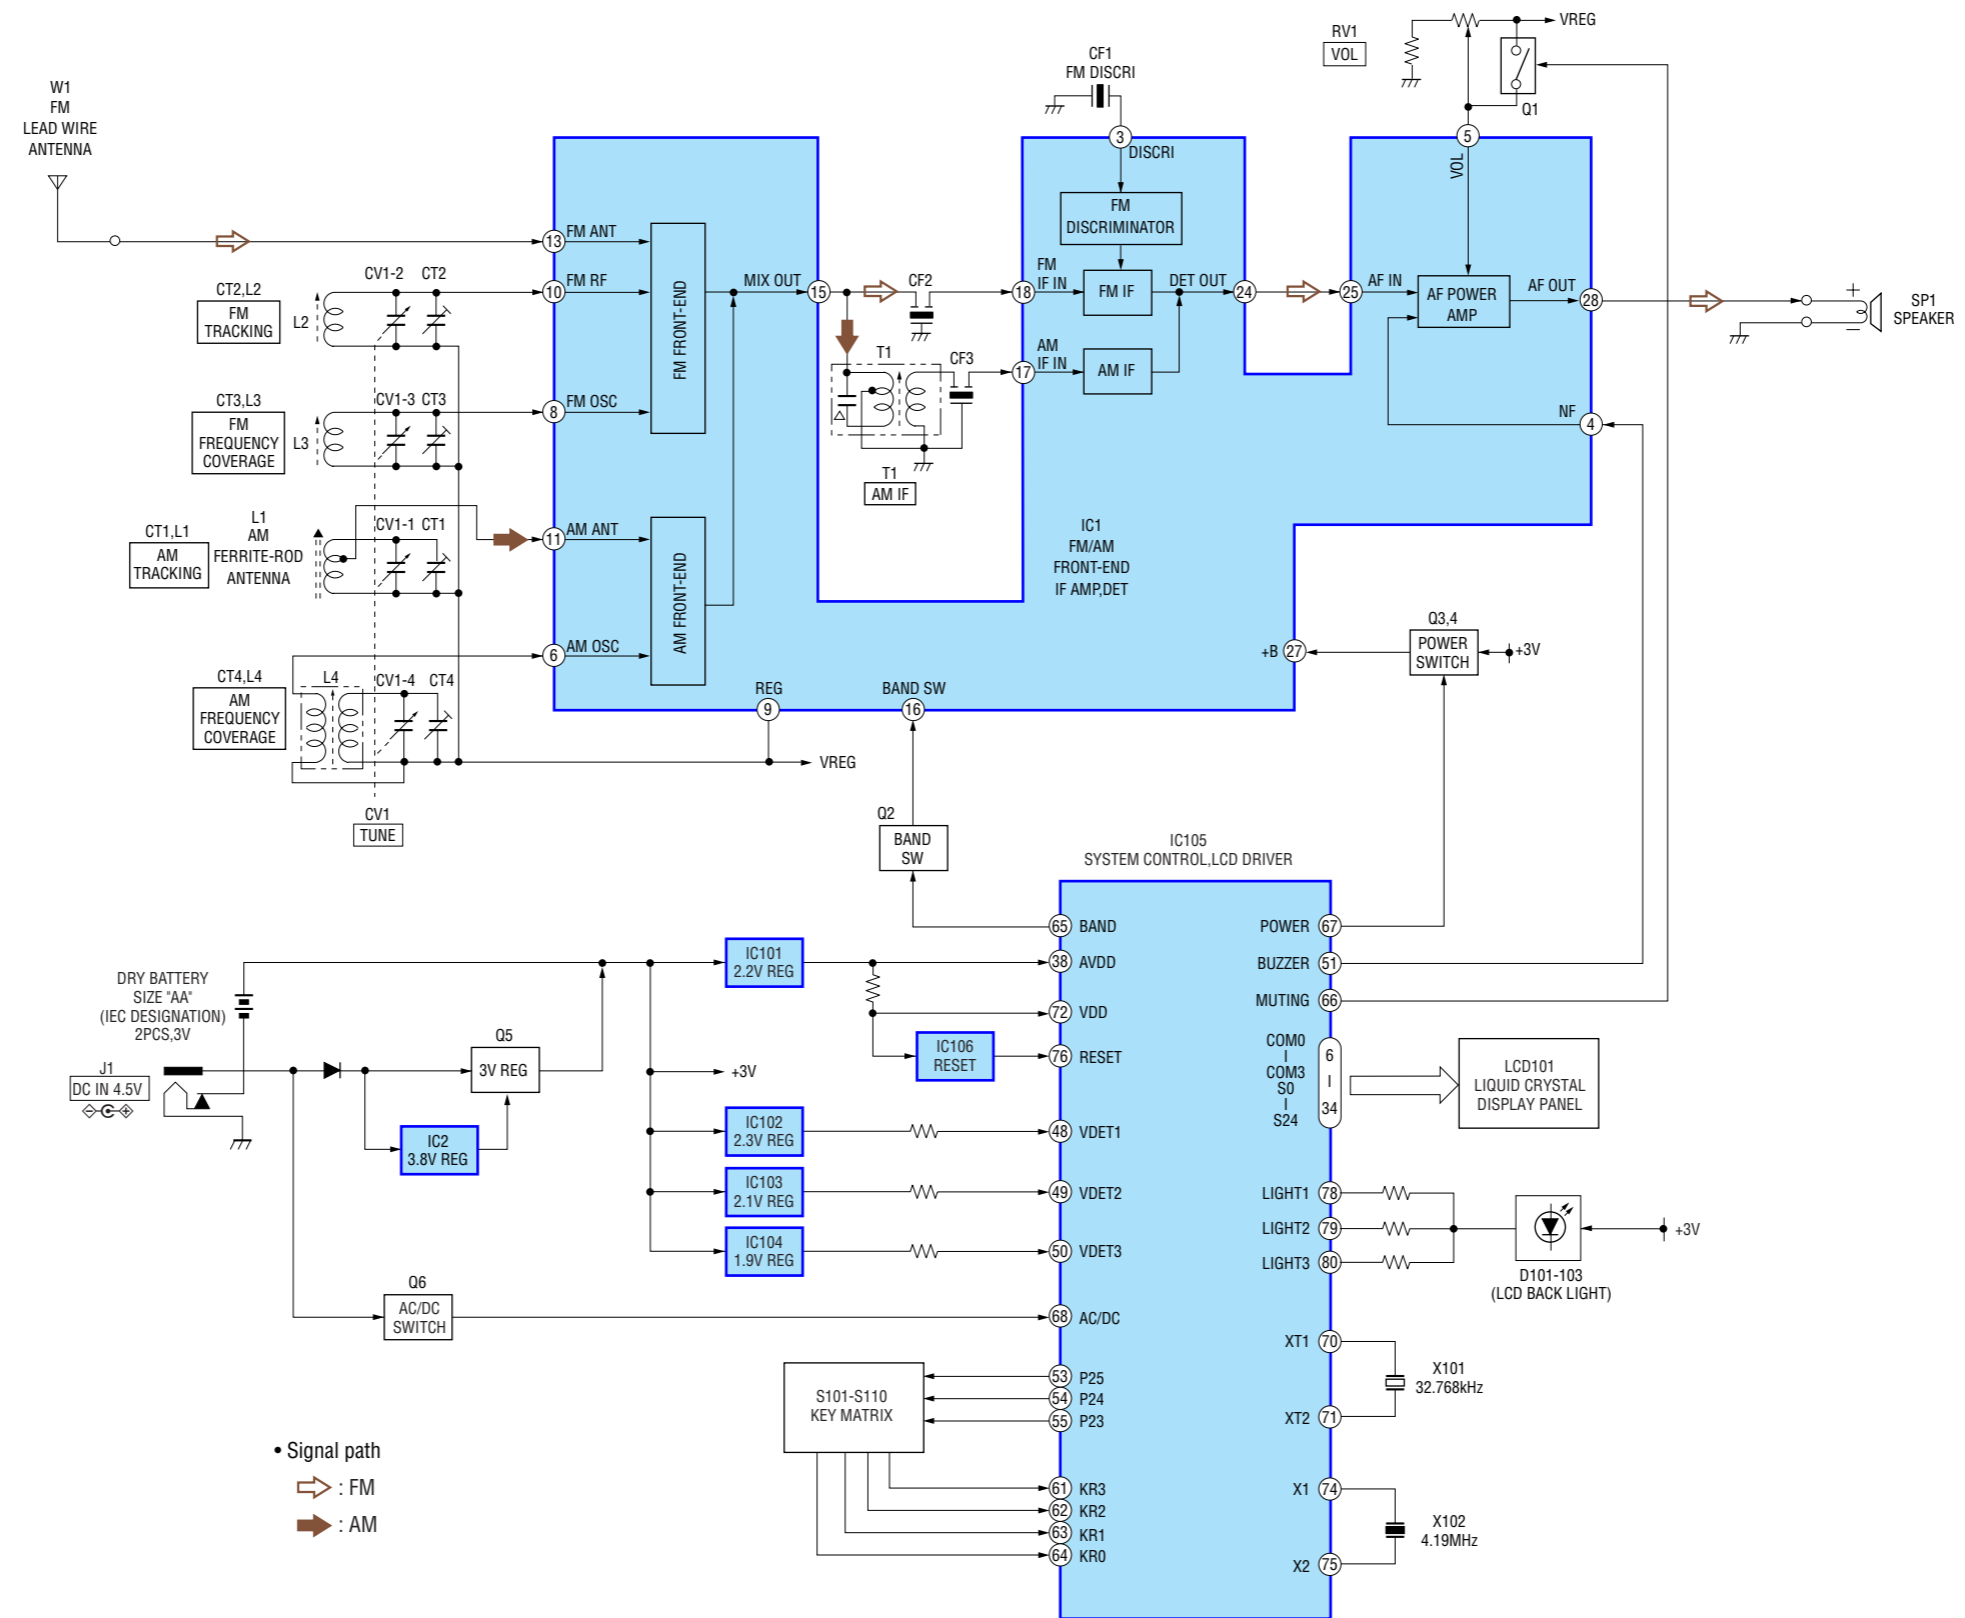 W1
FM
LEAD WIRE
ANTENNA
CF1
FM DISCRI
RV1
VOL
VREG
Q1
3
DISCRI
5
VOL
FM
DISCRIMINATOR
13
FM ANT
10
FM RF
8
FM OSC
11
AM ANT
6
AM OSC
FM FRONT-END
AM FRONT-END
MIX OUT
15
CT2,L2
FM
TRACKING
L2
CV1-2
CT2
CT3,L3
FM
FREQUENCY
COVERAGE
L3
CV1-3
CT3
CT1,L1
AM
TRACKING
L1
AM
FERRITE-ROD
ANTENNA
CV1-1
CT1
CT4,L4
AM
FREQUENCY
COVERAGE
L4
CV1-4
CT4
CV1
TUNE
CF2
T1
CF3
T1
AM IF
18
FM
IF IN
FM IF
17
AM
IF IN
AM IF
DET OUT
24
25
AF IN
AF POWER
AMP
AF OUT
28
+
−
SP1
SPEAKER
NF
4
IC1
FM/AM
FRONT-END
IF AMP,DET
+B
27
Q3,4
POWER
SWITCH
+3V
REG
9
VREG
BAND SW
16
Q2
BAND
SW
IC105
SYSTEM CONTROL,LCD DRIVER
65 BAND
38 AVDD
72 VDD
76 RESET
48 VDET1
49 VDET2
50 VDET3
68 AC/DC
53 P25
54 P24
55 P23
61 KR3
62 KR2
63 KR1
64 KR0
POWER 67
BUZZER 51
MUTING 66
COM0
|
COM3
S0
|
S24
6
|
34
LIGHT1 78
LIGHT2 79
LIGHT3 80
XT1 70
XT2 71
X1 74
X2 75
LCD101
LIQUID CRYSTAL
DISPLAY PANEL
+3V
D101-103
(LCD BACK LIGHT)
X101
32.768kHz
X102
4.19MHz
DRY BATTERY
SIZE "AA"
(IEC DESIGNATION)
2PCS,3V
J1
DC IN 4.5V
Q5
3V REG
IC2
3.8V REG
Q6
AC/DC
SWITCH
IC101
2.2V REG
IC106
RESET
+3V
IC102
2.3V REG
IC103
2.1V REG
IC104
1.9V REG
S101-S110
KEY MATRIX
• Signal path
: FM
: AM